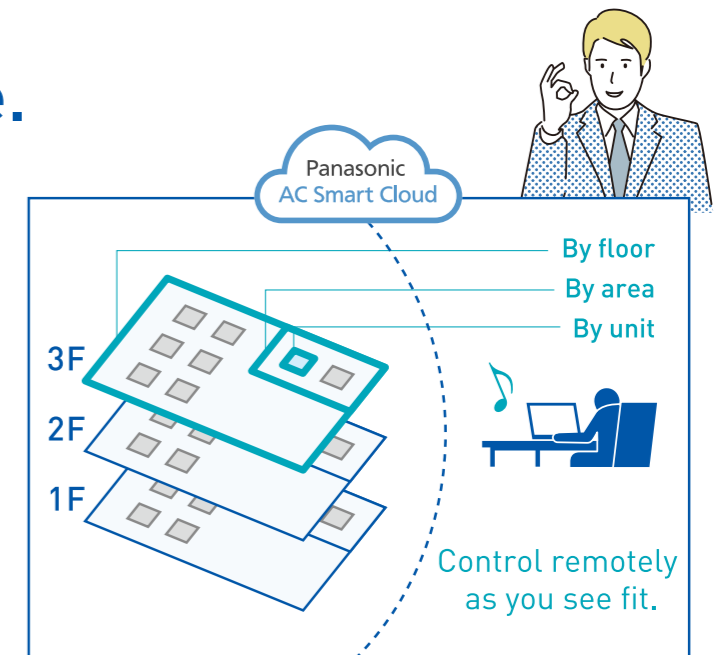 e.
Panasonic
AC Smart Cloud
By floor
By area
By unit
3F
2F
1F
Control remotely
as you see fit.